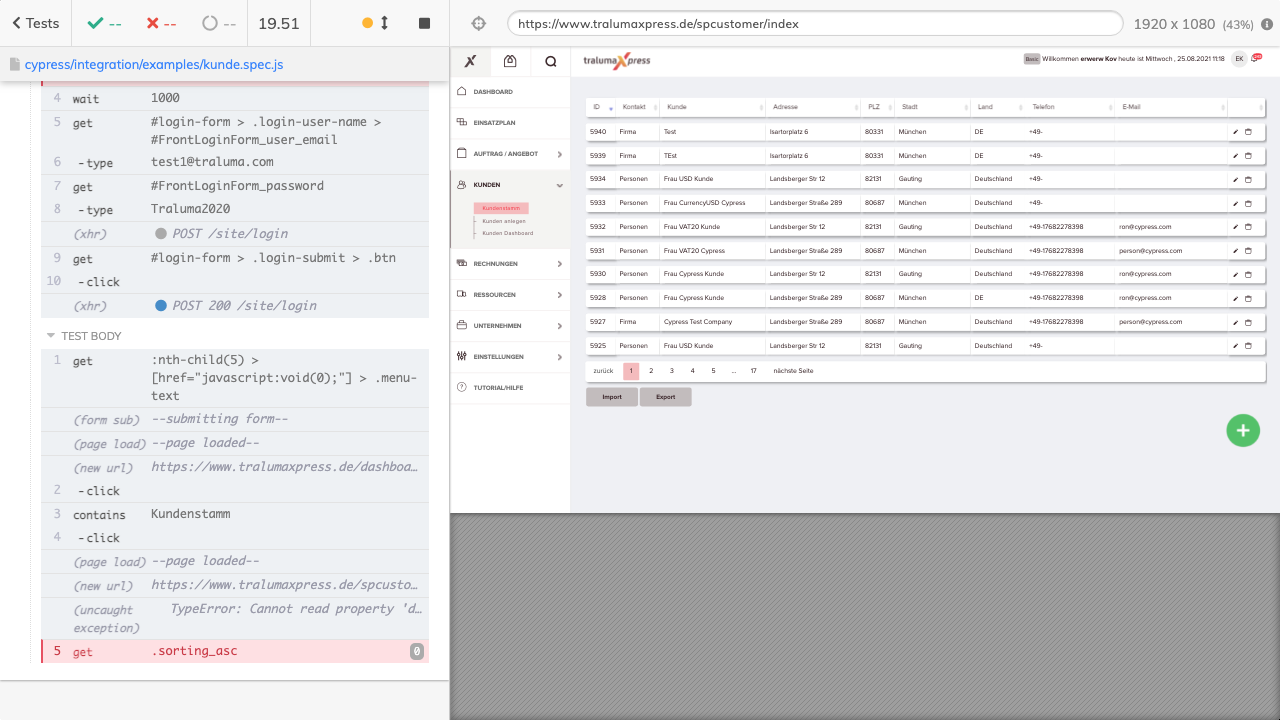 Tests -- -- -- 19.51
https://www.tralumaxpress.de/spcustomer/index 1920 x 1080 (43%)
cypress/integration/examples/kunde.spec.js
4 wait 1000
5 get #login-form > .login-user-name >
#FrontLoginForm_user_email
6 -type test1@traluma.com
7 get #FrontLoginForm_password
8 -type Traluma2020
(xhr) POST /site/login
9 get #login-form > .login-submit > .btn
10 -click
(xhr) POST 200 /site/login
TEST BODY
1 get :nth-child(5) >
[href="javascript:void(0);"] > .menu-
text
(form sub) --submitting form--
(page load) --page loaded--
(new url) https://www.tralumaxpress.de/dashboa…
2 -click
3 contains Kundenstamm
4 -click
(page load) --page loaded--
(new url) https://www.tralumaxpress.de/spcusto…
(uncaught TypeError: Cannot read property 'd…
exception)
5 get .sorting_asc 0
X
tralumaXpress
Basic Willkommen erwerw Kov heute ist Mittwoch , 25.08.2021 11:18 EK
DASHBOARD
EINSATZPLAN
AUFTRAG / ANGEBOT
KUNDEN
Kundenstamm
Kunden anlegen
Kunden Dashboard
RECHNUNGEN
RESSOURCEN
UNTERNEHMEN
EINSTELLUNGEN
TUTORIAL/HILFE
ID Kontakt Kunde Adresse PLZ Stadt Land Telefon E-Mail
5940 Firma Test Isartorplatz 6 80331 München DE +49-
5939 Firma TEst Isartorplatz 6 80331 München DE +49-
5934 Personen Frau USD Kunde Landsberger Str 12 82131 Gauting Deutschland +49-
5933 Personen Frau CurrencyUSD Cypress Landsberger Straße 289 80687 München Deutschland +49-
5932 Personen Frau VAT20 Kunde Landsberger Str 12 82131 Gauting Deutschland +49-17682278398 ron@cypress.com
5931 Personen Frau VAT20 Cypress Landsberger Straße 289 80687 München Deutschland +49-17682278398 person@cypress.com
5930 Personen Frau Cypress Kunde Landsberger Str 12 82131 Gauting Deutschland +49-17682278398 ron@cypress.com
5928 Personen Frau Cypress Kunde Landsberger Straße 289 80687 München DE +49-17682278398 ron@cypress.com
5927 Firma Cypress Test Company Landsberger Straße 289 80687 München Deutschland +49-17682278398 person@cypress.com
5925 Personen Frau USD Kunde Landsberger Str 12 82131 Gauting Deutschland +49-
zurück 1 2 3 4 5 … 17 nächste Seite
Import Export